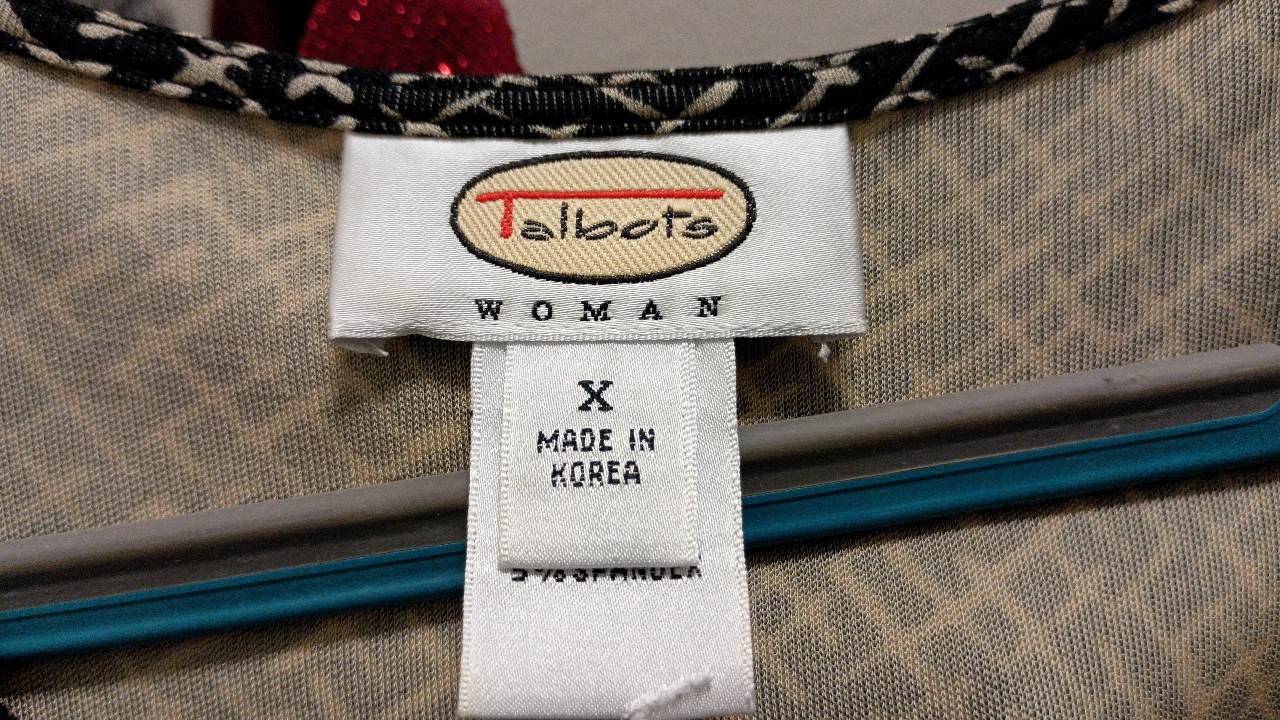 Talbots
WOMAN
X
MADE IN
KOREA
5% SPANDEX